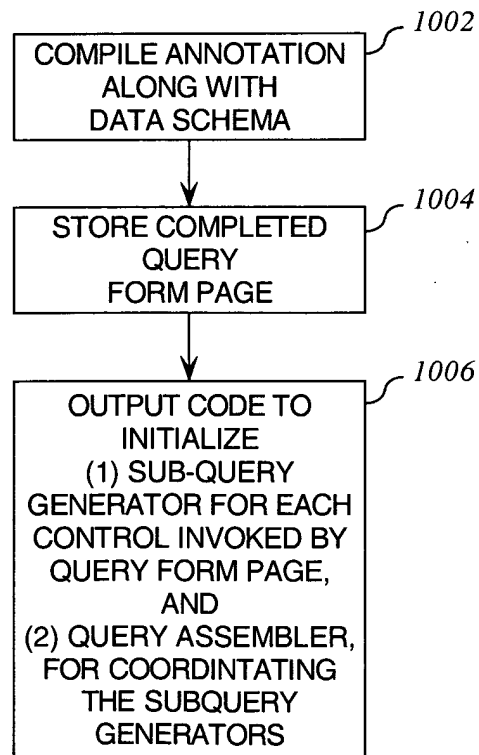 1002
COMPILE ANNOTATION
ALONG WITH
DATA SCHEMA
1004
STORE COMPLETED
QUERY
FORM PAGE
1006
OUTPUT CODE TO
INITIALIZE
(1) SUB-QUERY
GENERATOR FOR EACH
CONTROL INVOKED BY
QUERY FORM PAGE,
AND
(2) QUERY ASSEMBLER,
FOR COORDINTATING
THE SUBQUERY
GENERATORS